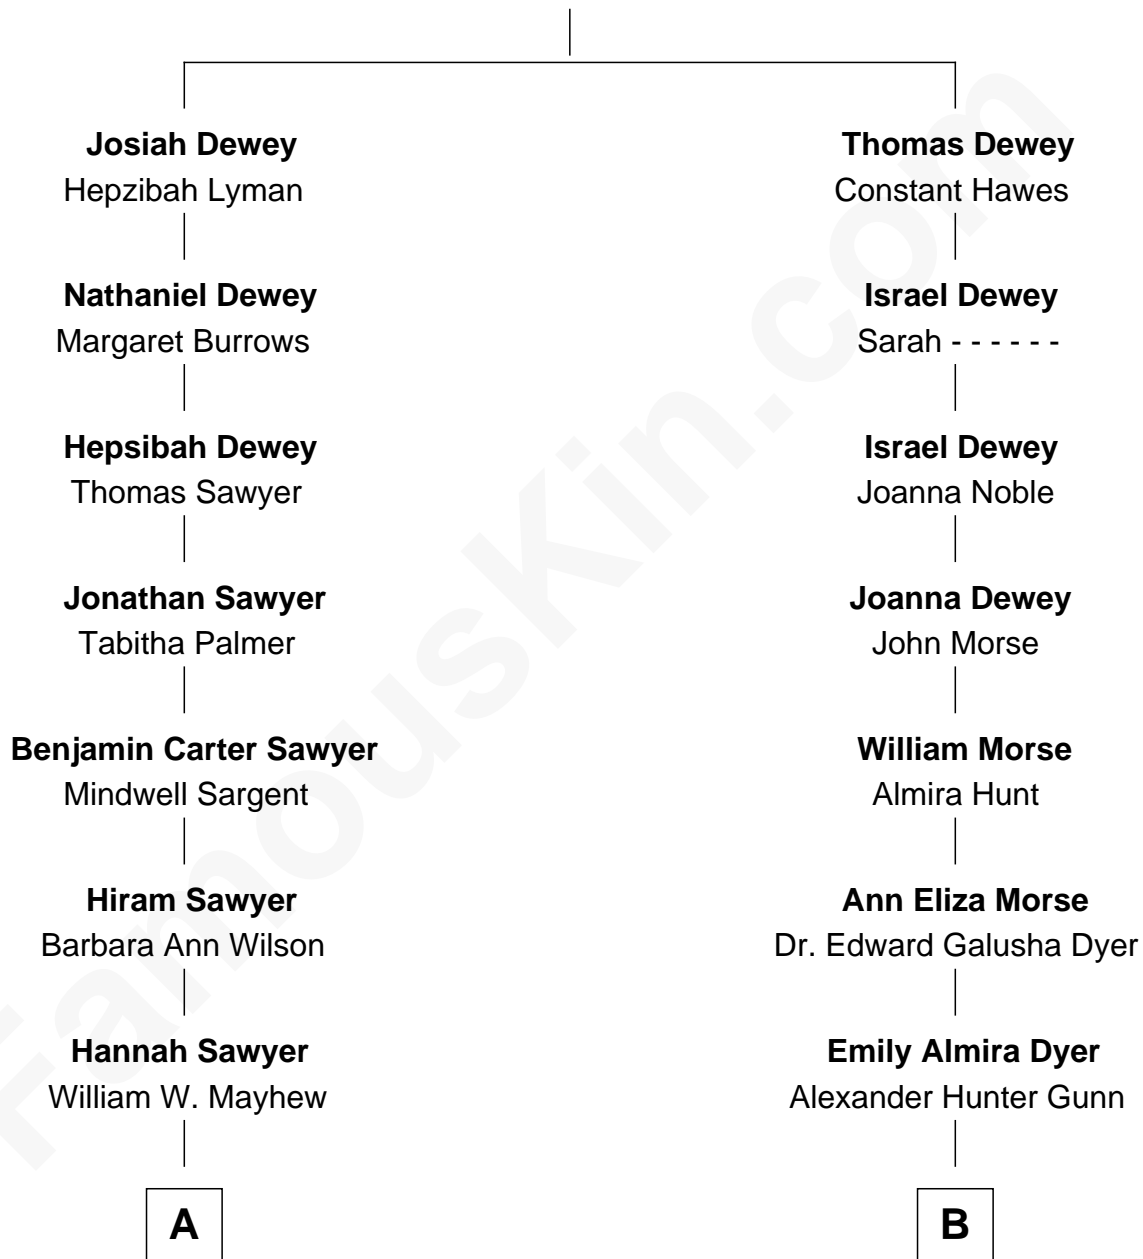 Josiah Dewey
Hepzibah Lyman
Nathaniel Dewey
Margaret Burrows
Hepsibah Dewey
Thomas Sawyer
Jonathan Sawyer
Tabitha Palmer
Benjamin Carter Sawyer
Mindwell Sargent
Hiram Sawyer
Barbara Ann Wilson
Hannah Sawyer
William W. Mayhew
A
Thomas Dewey
Constant Hawes
Israel Dewey
Sarah - - - - - -
Israel Dewey
Joanna Noble
Joanna Dewey
John Morse
William Morse
Almira Hunt
Ann Eliza Morse
Dr. Edward Galusha Dyer
Emily Almira Dyer
Alexander Hunter Gunn
B
FamousKin.com